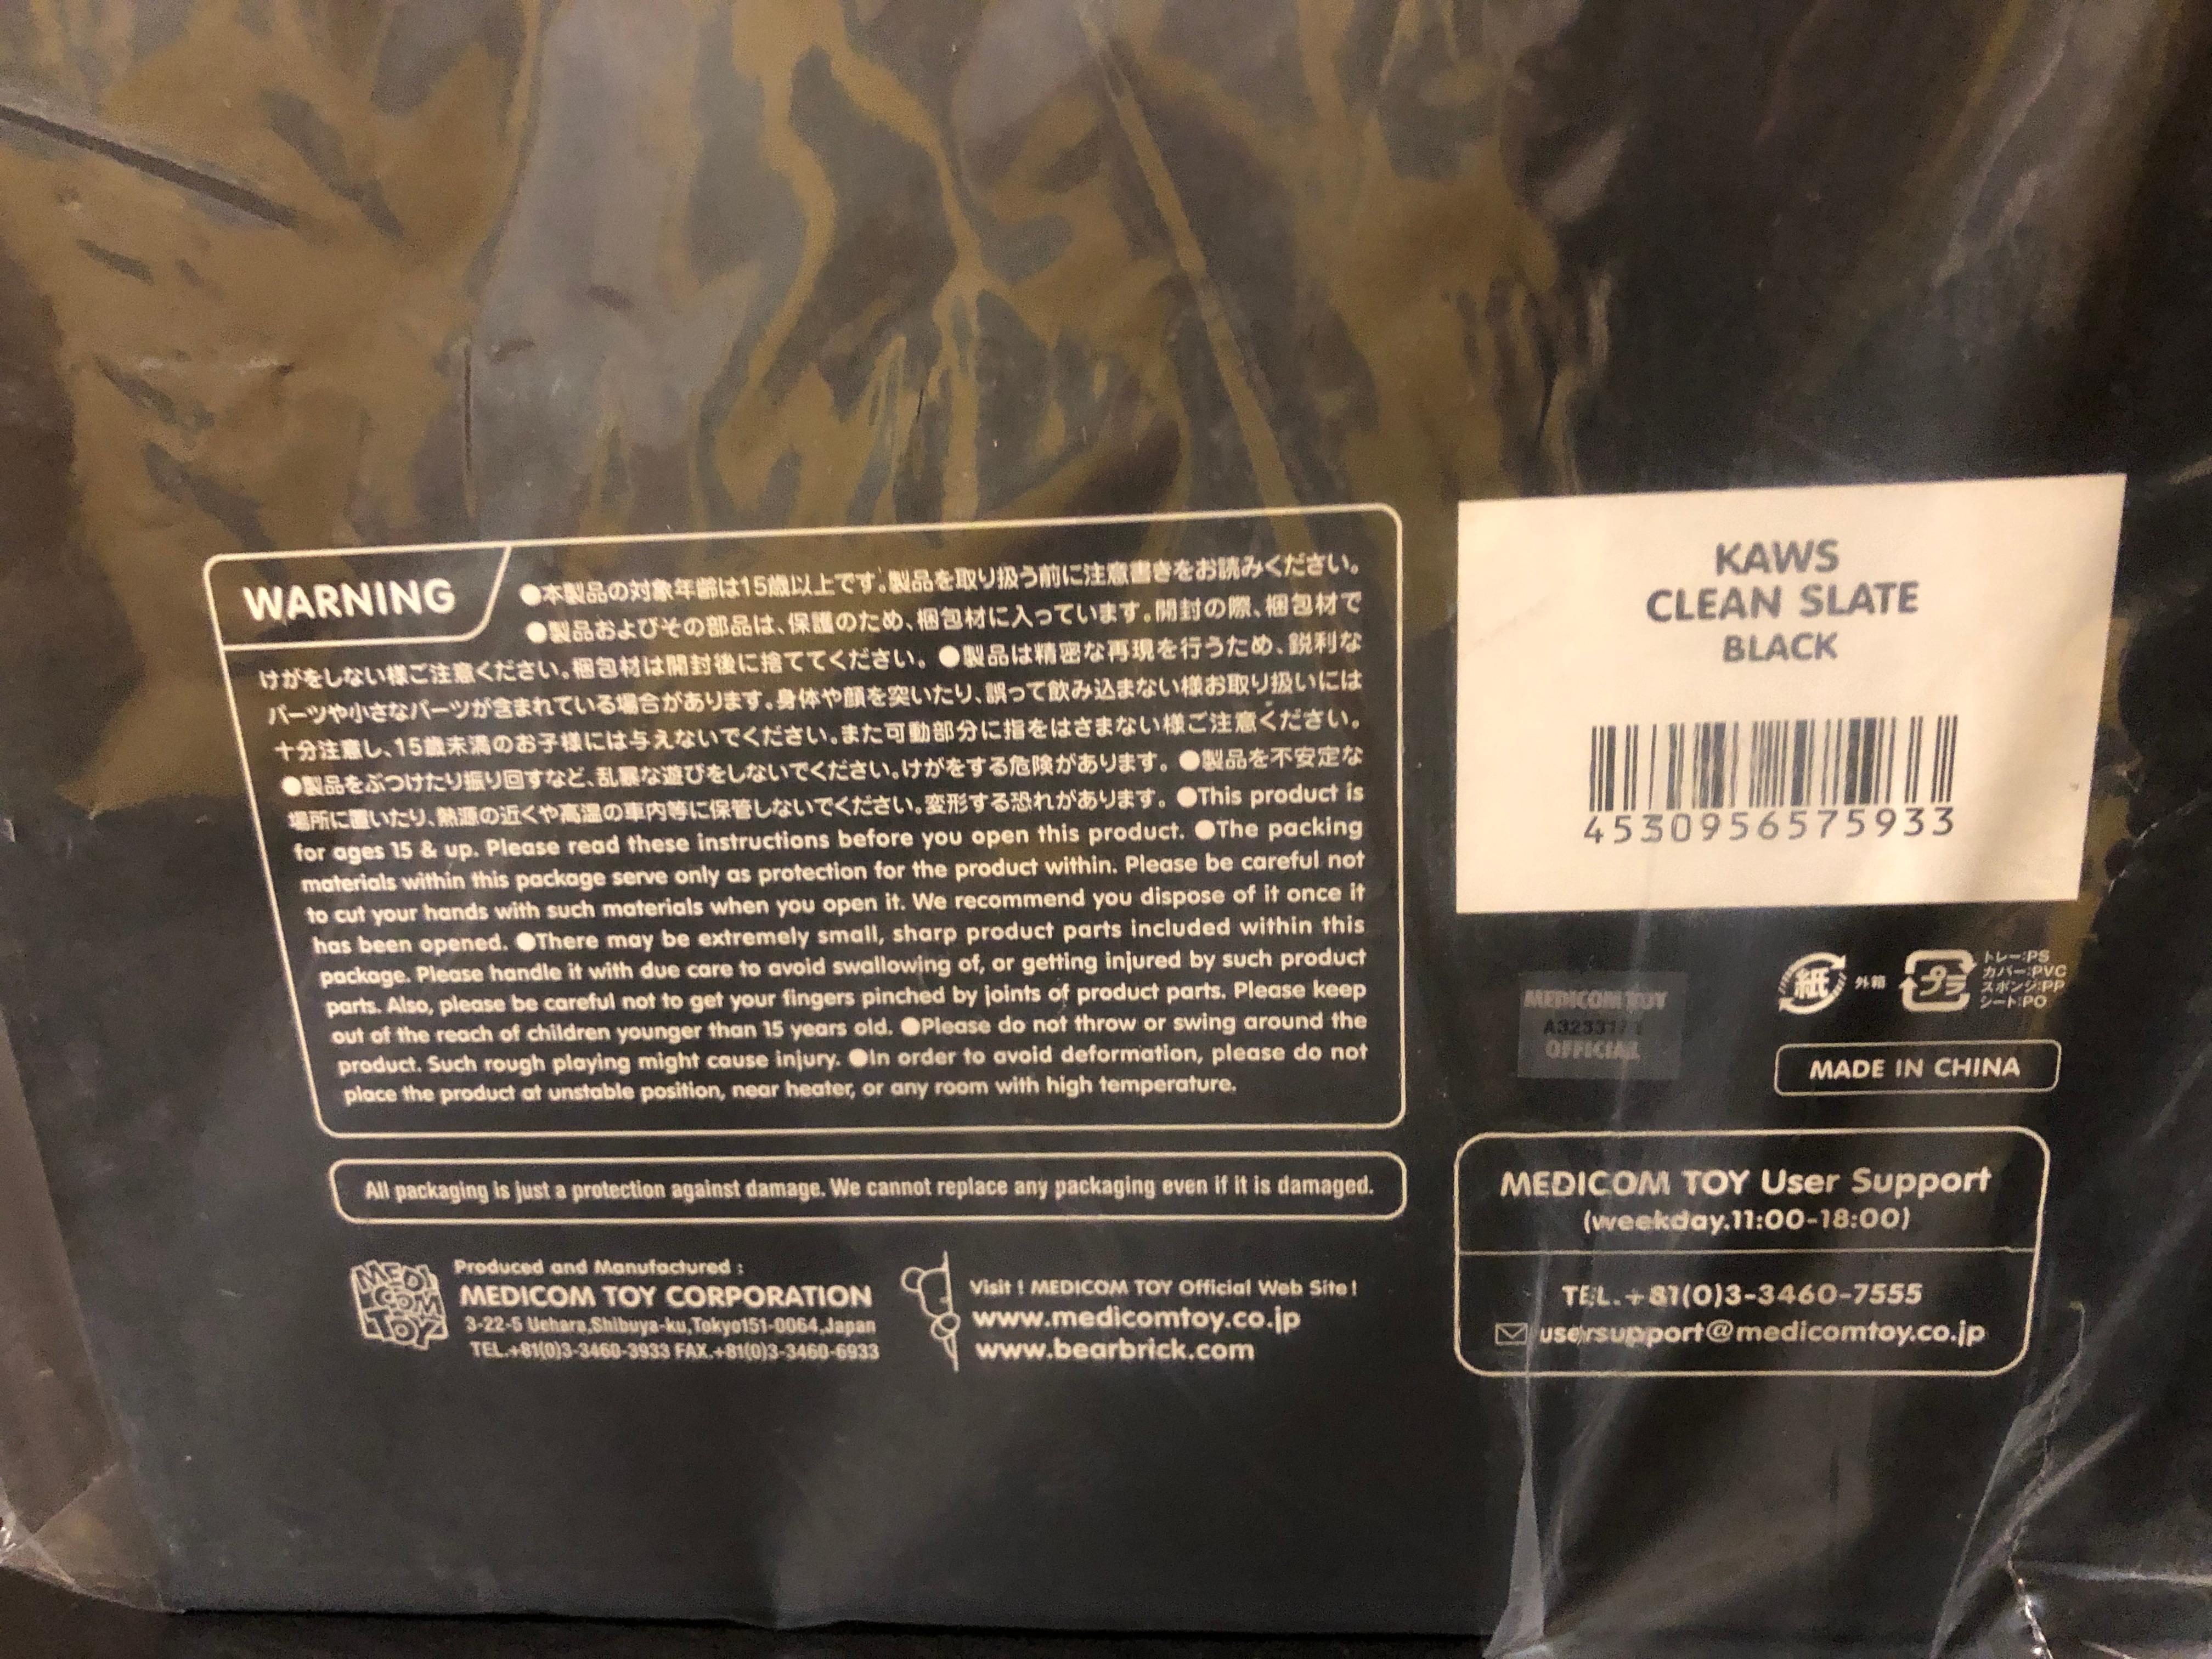 WARNING
●本製品の対象年齢は15歳以上です。製品を取り扱う前に注意書きをお読みください。
●製品およびその部品は、保護のため、梱包材に入っています。開封の際、梱包材で
けがをしない様ご注意ください。梱包材は開封後に捨ててください。●製品は精密な再現を行うため、鋭利な
パーツや小さなパーツが含まれている場合があります。身体や顔を突いたり、誤って飲み込まない様お取り扱いには
十分注意し、15歳未満のお子様には与えないでください。また可動部分に指をはさまない様ご注意ください。
●製品をぶつけたり振り回すなど、乱暴な遊びをしないでください。けがをする危険があります。●製品を不安定な
場所に置いたり、熱源の近くや高温の車内等に保管しないでください。変形する恐れがあります。●This product is
for ages 15 & up. Please read these instructions before you open this product. ●The packing
materials within this package serve only as protection for the product within. Please be careful not
to cut your hands with such materials when you open it. We recommend you dispose of it once it
has been opened. ●There may be extremely small, sharp product parts included within this
package. Please handle it with due care to avoid swallowing of, or getting injured by such product
parts. Also, please be careful not to get your fingers pinched by joints of product parts. Please keep
out of the reach of children younger than 15 years old. ●Please do not throw or swing around the
product. Such rough playing might cause injury. ●In order to avoid deformation, please do not
place the product at unstable position, near heater, or any room with high temperature.
All packaging is just a protection against damage. We cannot replace any packaging even if it is damaged.
MEDI
COM
TOY
Produced and Manufactured :
MEDICOM TOY CORPORATION
3-22-5 Uehara,Shibuya-ku,Tokyo151-0064,Japan
TEL.+81(0)3-3460-3933 FAX.+81(0)3-3460-6933
Visit ! MEDICOM TOY Official Web Site !
www.medicomtoy.co.jp
www.bearbrick.com
KAWS
CLEAN SLATE
BLACK
4530956575933
MEDICOM TOY
OFFICIAL
紙 外箱
プラ
トレー:PS
カバー:PVC
スポンジ:PP
シート:PO
MADE IN CHINA
MEDICOM TOY User Support
(weekday.11:00-18:00)
TEL.+81(0)3-3460-7555
usersupport@medicomtoy.co.jp